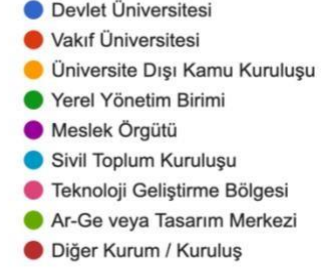 Devlet Üniversitesi
Vakıf Üniversitesi
Üniversite Dışı Kamu Kuruluşu
Yerel Yönetim Birimi
Meslek Örgütü
Sivil Toplum Kuruluşu
Teknoloji Geliştirme Bölgesi
Ar-Ge veya Tasarım Merkezi
Diğer Kurum / Kuruluş